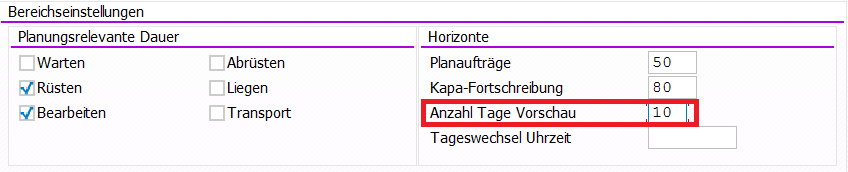 Bereichseinstellungen
Planungsrelevante Dauer
Warten
Abrüsten
Rüsten
Liegen
Bearbeiten
Transport
Horizonte
Planaufträge 50
Kapa-Fortschreibung 80
Anzahl Tage Vorschau 10
Tageswechsel Uhrzeit